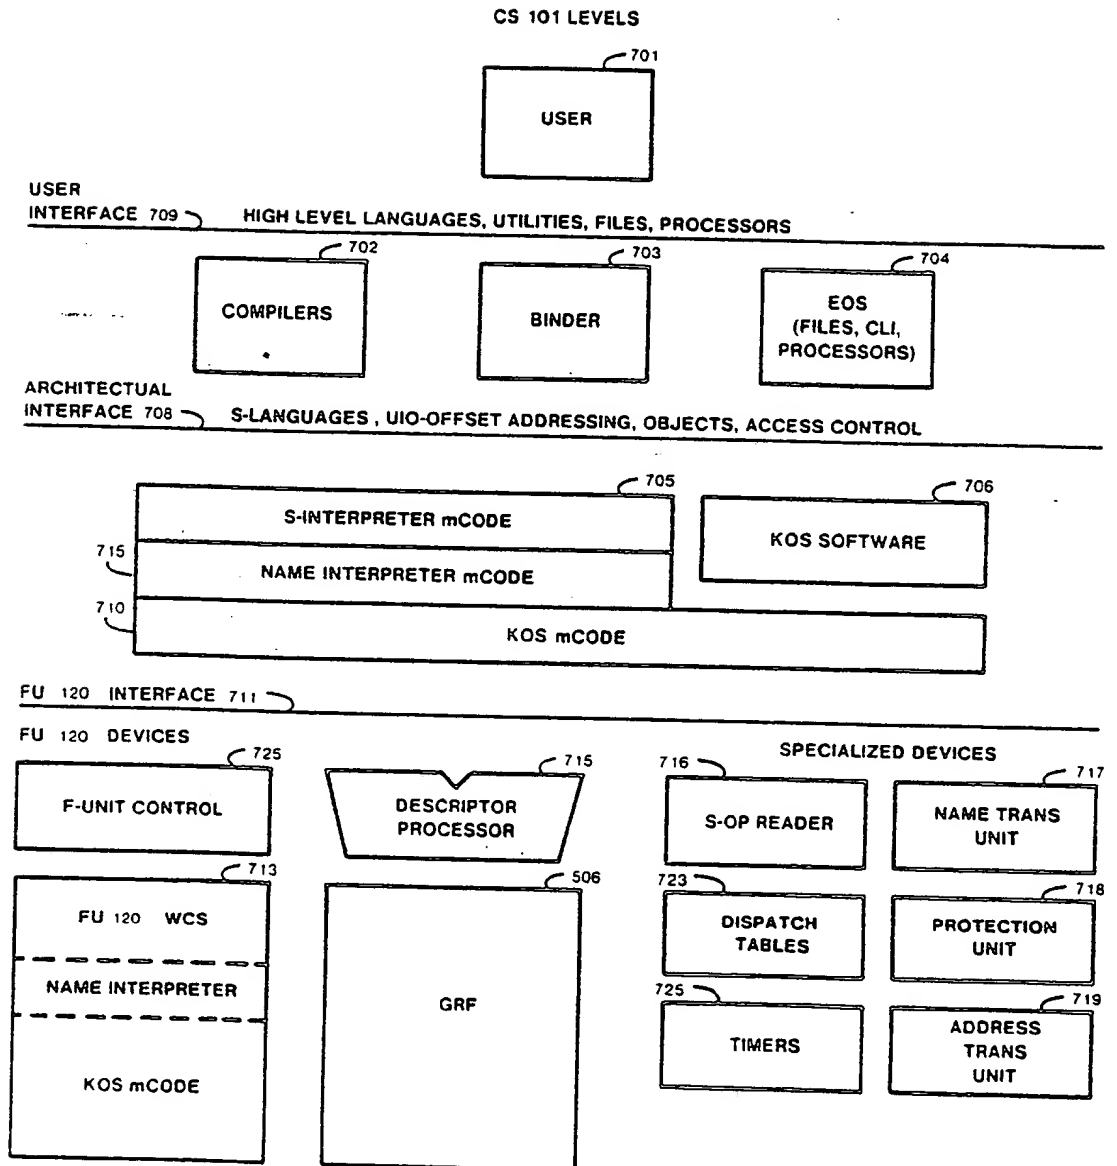 CS 101 LEVELS
701
USER
USER
INTERFACE 709
HIGH LEVEL LANGUAGES, UTILITIES, FILES, PROCESSORS
702
703
704
COMPILERS
BINDER
EOS
(FILES, CLI,
PROCESSORS)
ARCHITECTUAL
INTERFACE 708
S-LANGUAGES , UIO-OFFSET ADDRESSING, OBJECTS, ACCESS CONTROL
705
706
S-INTERPRETER mCODE
KOS SOFTWARE
715
NAME INTERPRETER mCODE
710
KOS mCODE
FU 120 INTERFACE 711
FU 120 DEVICES
SPECIALIZED DEVICES
725
715
716
717
F-UNIT CONTROL
DESCRIPTOR
PROCESSOR
S-OP READER
NAME TRANS
UNIT
713
506
723
718
FU 120 WCS
DISPATCH
TABLES
PROTECTION
UNIT
NAME INTERPRETER
GRF
725
719
KOS mCODE
TIMERS
ADDRESS
TRANS
UNIT